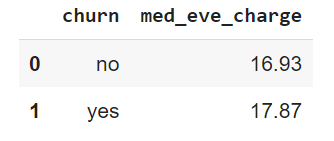 churn med_eve_charge
0 no 16.93
1 yes 17.87